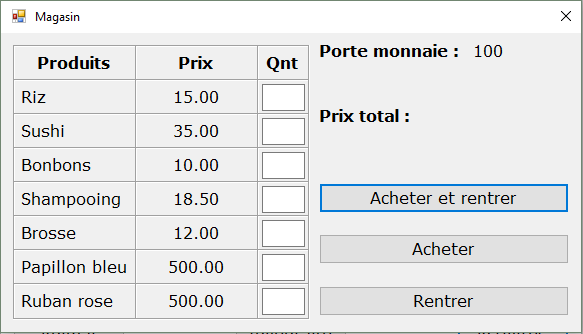 Magasin
Produits Prix Qnt
Riz 15.00
Sushi 35.00
Bonbons 10.00
Shampooing 18.50
Brosse 12.00
Papillon bleu 500.00
Ruban rose 500.00
Porte monnaie : 100
Prix total :
Acheter et rentrer
Acheter
Rentrer